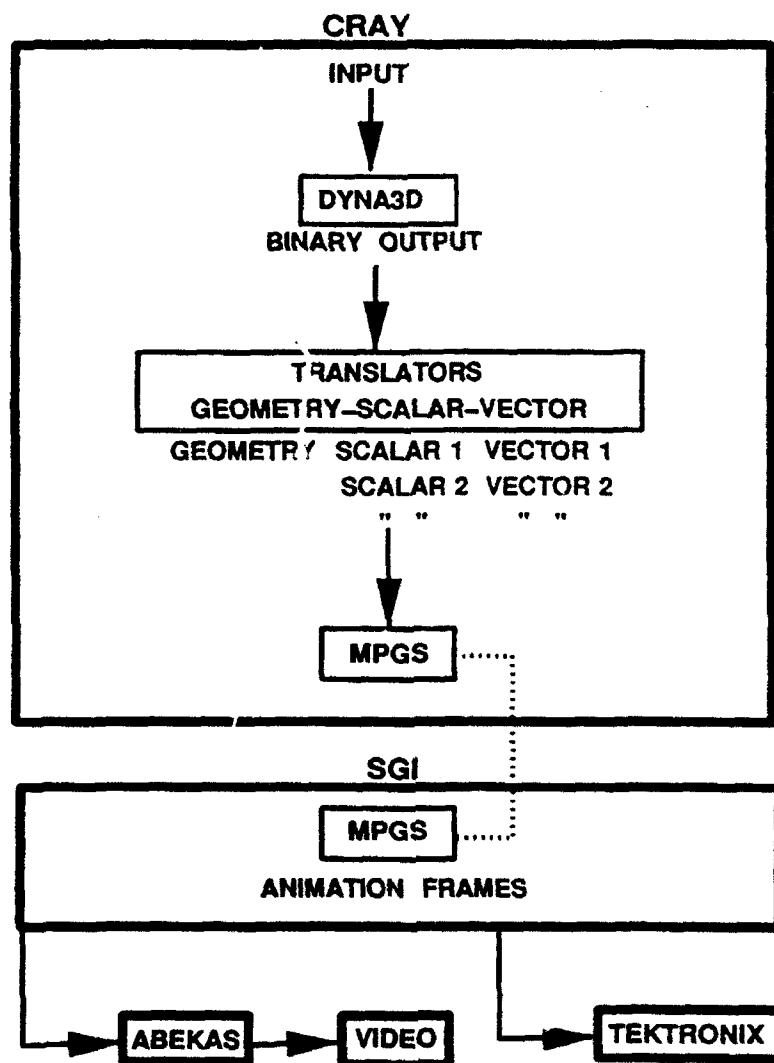 CRAY
INPUT
DYNA3D
BINARY OUTPUT
TRANSLATORS
GEOMETRY-SCALAR-VECTOR
GEOMETRY SCALAR 1 VECTOR 1
SCALAR 2 VECTOR 2
" " " "
MPGS
SGI
MPGS
ANIMATION FRAMES
ABEKAS VIDEO TEKTRONIX